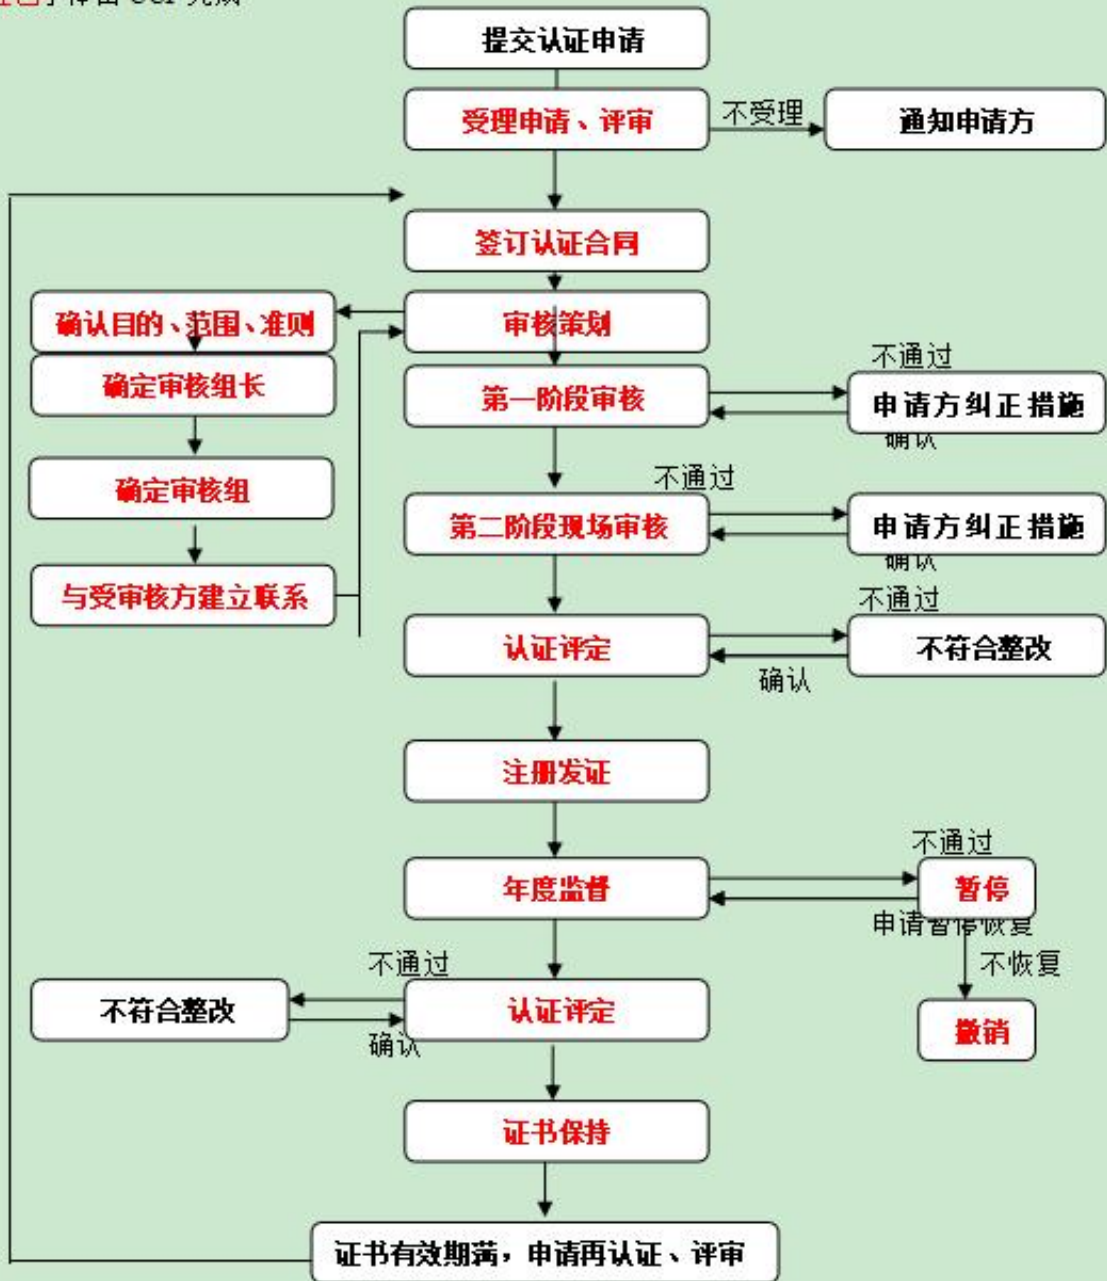 提交认证申请
受理申请、评审
不受理
通知申请方
签订认证合同
确认目的、范围、准则
审核策划
不通过
确定审核组长
第一阶段审核
申请方纠正措施
确认
确定审核组
不通过
第二阶段现场审核
申请方纠正措施
确认
与受审核方建立联系
不通过
认证评定
不符合整改
确认
注册发证
不通过
年度监督
暂停
申请暂停恢复
不通过
不恢复
不符合整改
认证评定
确认
撤销
证书保持
证书有效期满，申请再认证、评审